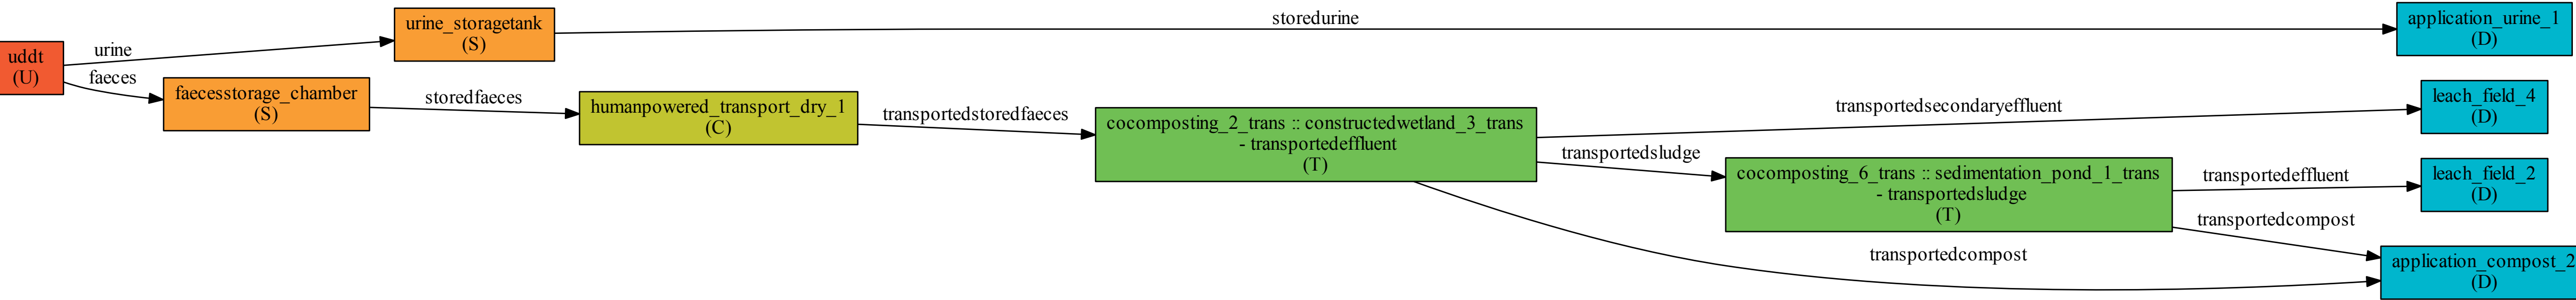 uddt
(U)
urine
faeces
urine_storagetank
(S)
faecesstorage_chamber
(S)
storedurine
storedfaeces
humanpowered_transport_dry_1
(C)
transportedstoredfaeces
cocomposting_2_trans :: constructedwetland_3_trans
- transportedeffluent
(T)
transportedsecondaryeffluent
transportedsludge
cocomposting_6_trans :: sedimentation_pond_1_trans
- transportedsludge
(T)
transportedeffluent
transportedcompost
transportedcompost
application_urine_1
(D)
leach_field_4
(D)
leach_field_2
(D)
application_compost_2
(D)